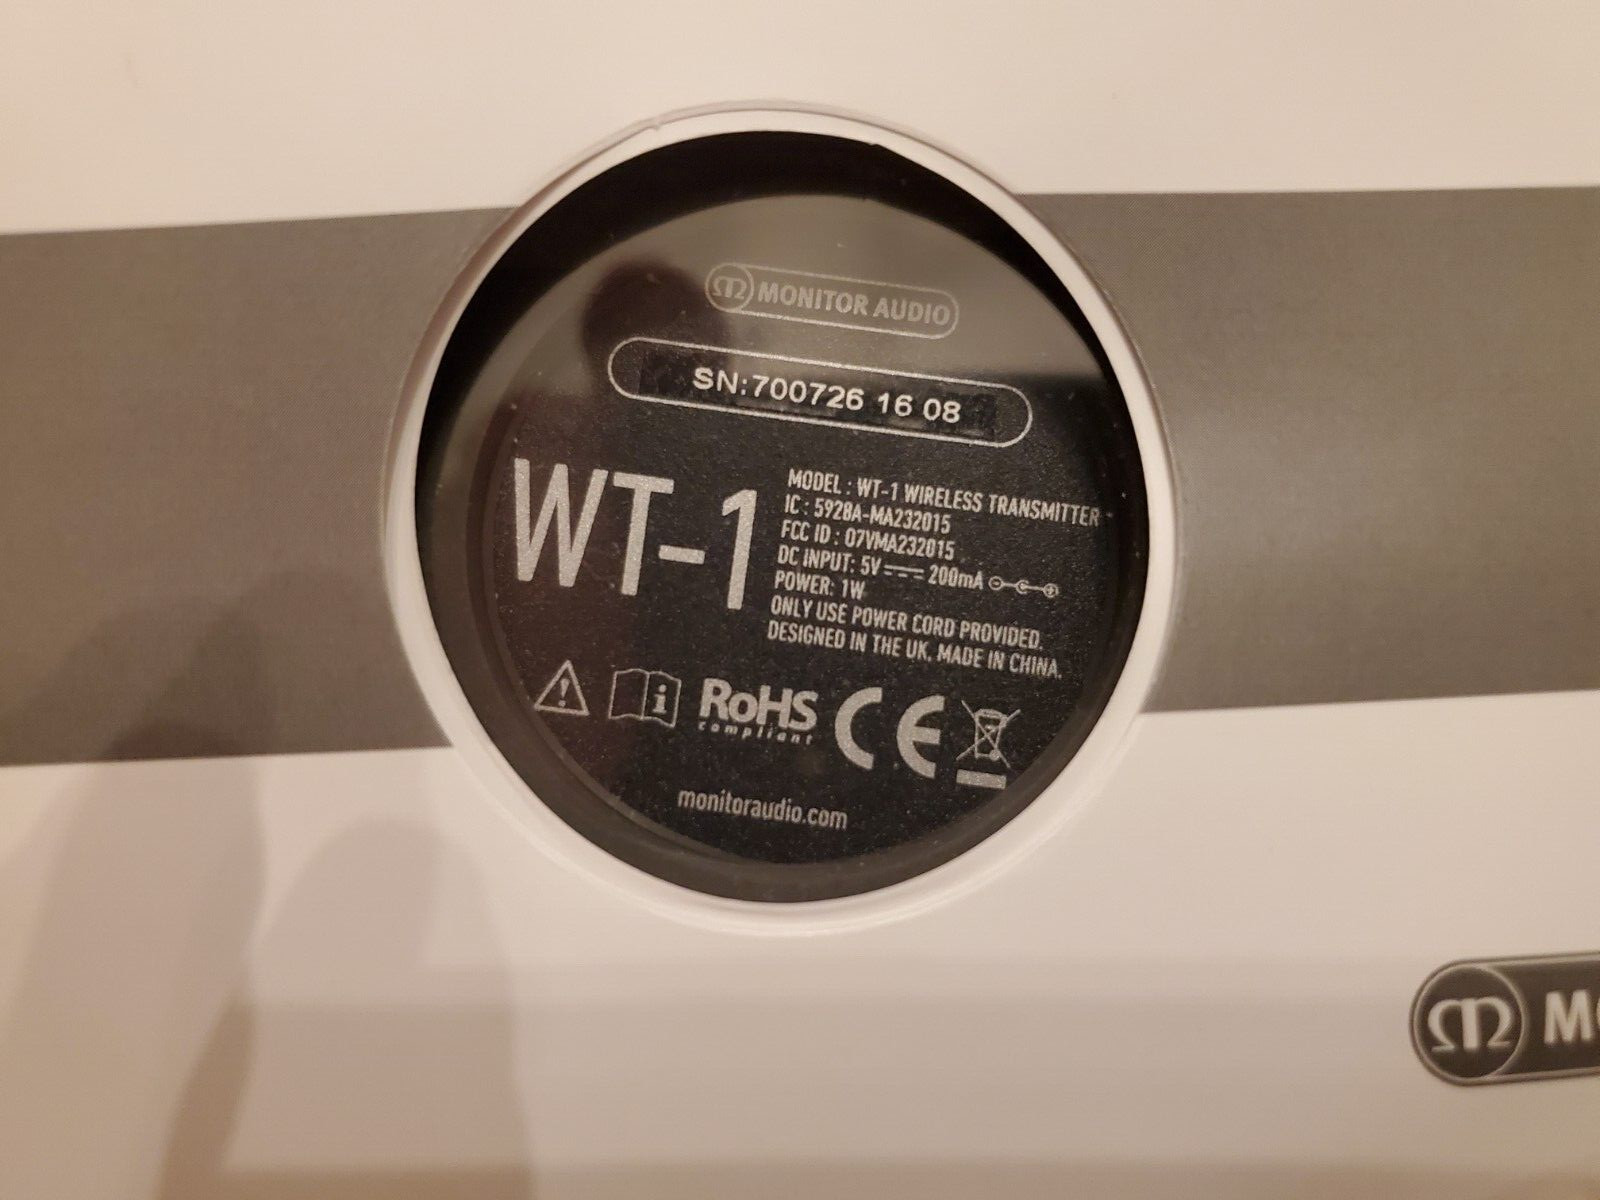 MONITOR AUDIO
SN:700726 16 08
WT-1
MODEL : WT-1 WIRELESS TRANSMITTER
IC : 5928A-MA232015
FCC ID : O7VMA232015
DC INPUT: 5V 200mA
POWER: 1W
ONLY USE POWER CORD PROVIDED.
DESIGNED IN THE UK. MADE IN CHINA.
RoHS
compliant
CE
monitoraudio.com